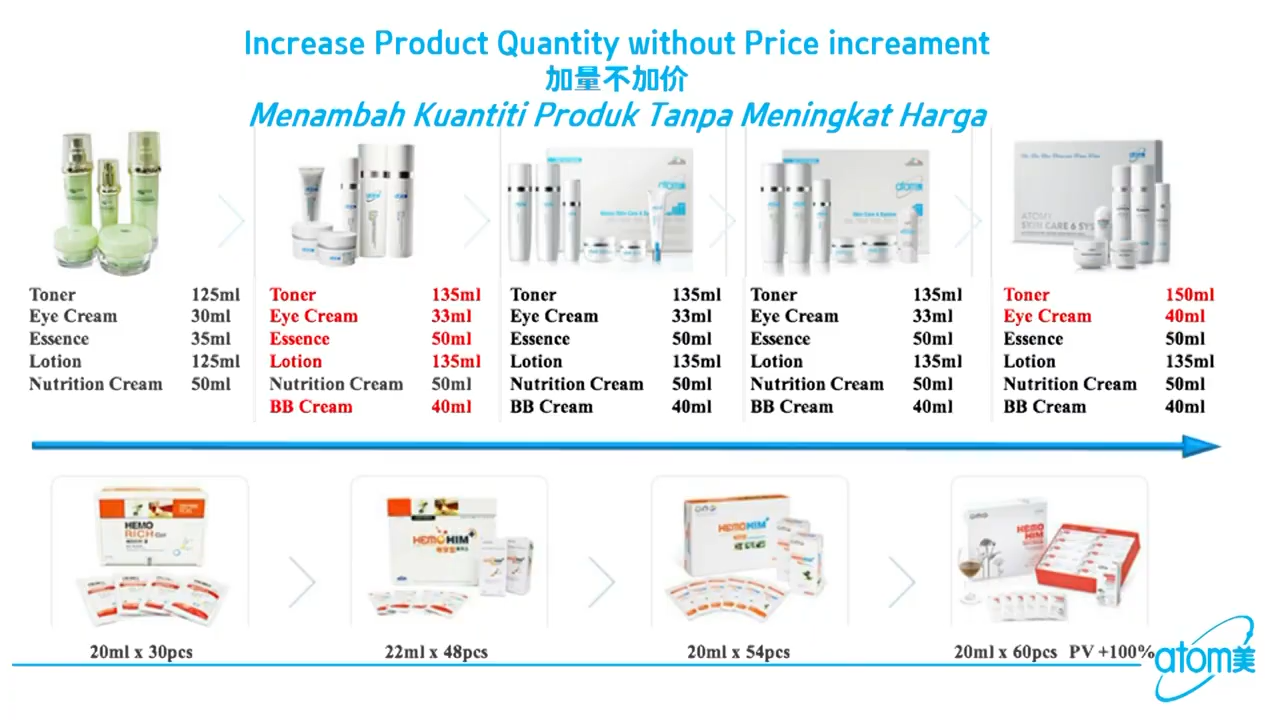 Increase Product Quantity without Price increament
加量不加价
Menambah Kuantiti Produk Tanpa Meningkat Harga
ATOMY
SKIN CARE 6 SYS
Toner 125ml
Eye Cream 30ml
Essence 35ml
Lotion 125ml
Nutrition Cream 50ml
Toner 135ml
Eye Cream 33ml
Essence 50ml
Lotion 135ml
Nutrition Cream 50ml
BB Cream 40ml
Toner 135ml
Eye Cream 33ml
Essence 50ml
Lotion 135ml
Nutrition Cream 50ml
BB Cream 40ml
Toner 135ml
Eye Cream 33ml
Essence 50ml
Lotion 135ml
Nutrition Cream 50ml
BB Cream 40ml
Toner 150ml
Eye Cream 40ml
Essence 50ml
Lotion 135ml
Nutrition Cream 50ml
BB Cream 40ml
HEMO
RICH
HEMOHIM
HEMOHIM
HEMO
HIM
20ml x 30pcs
22ml x 48pcs
20ml x 54pcs
20ml x 60pcs PV +100%
atom美